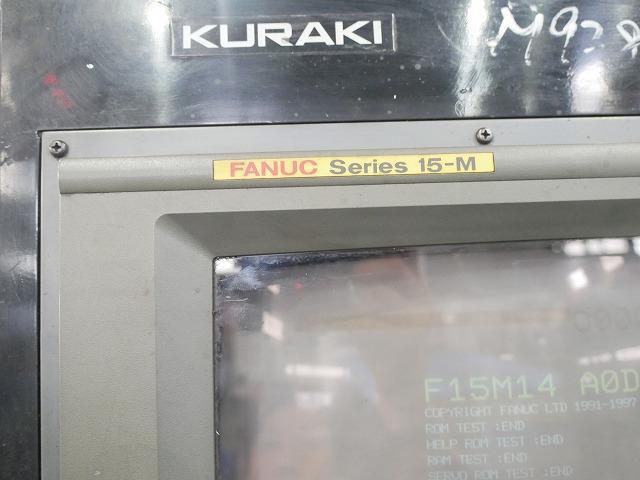 KURAKI
FANUC Series 15-M
F15M14 A0D
COPYRIGHT FANUC LTD 1991-1997
ROM TEST :END
HELP ROM TEST :END
RAM TEST :END
SERVO ROM TEST :END